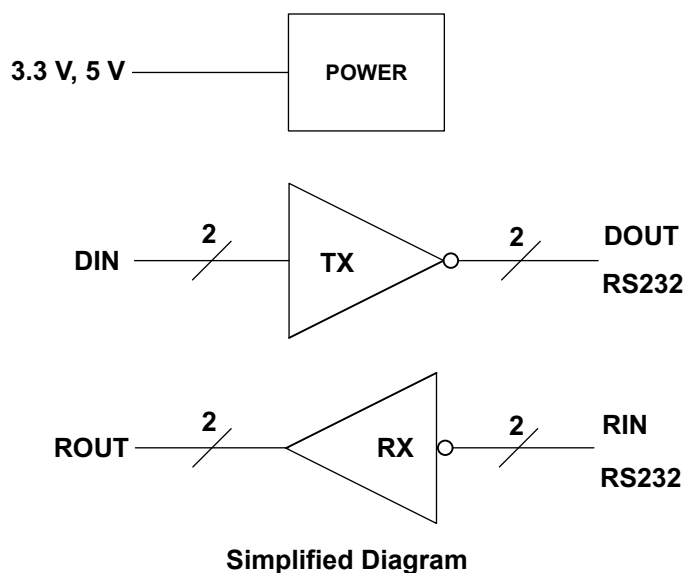 3.3 V, 5 V
POWER
DIN
2
TX
2
DOUT
RS232
ROUT
2
RX
2
RIN
RS232
Simplified Diagram